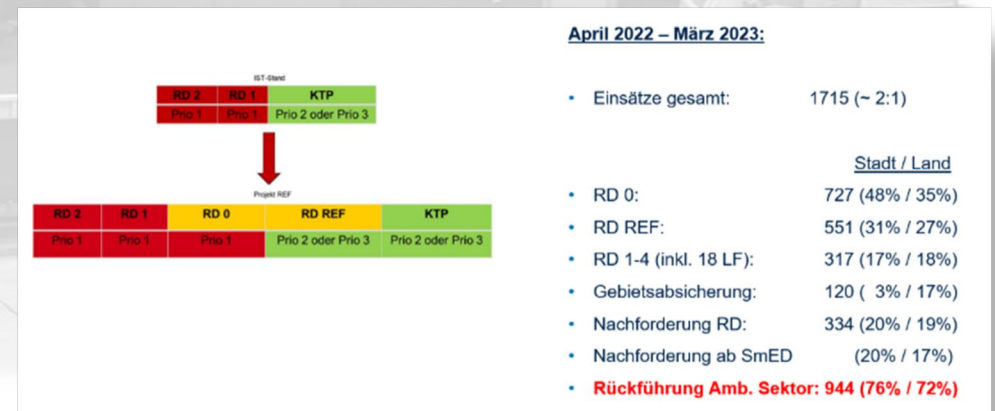 IST-Stand
RD 2 RD 1 KTP
Prio 1 Prio 1 Prio 2 oder Prio 3
Projekt REF
RD 2 RD 1 RD 0 RD REF KTP
Prio 1 Prio 1 Prio 1 Prio 2 oder Prio 3 Prio 2 oder Prio 3
April 2022 – März 2023:
• Einsätze gesamt: 1715 (~ 2:1)
Stadt / Land
• RD 0: 727 (48% / 35%)
• RD REF: 551 (31% / 27%)
• RD 1-4 (inkl. 18 LF): 317 (17% / 18%)
• Gebietsabsicherung: 120 ( 3% / 17%)
• Nachforderung RD: 334 (20% / 19%)
• Nachforderung ab SmED (20% / 17%)
• Rückführung Amb. Sektor: 944 (76% / 72%)